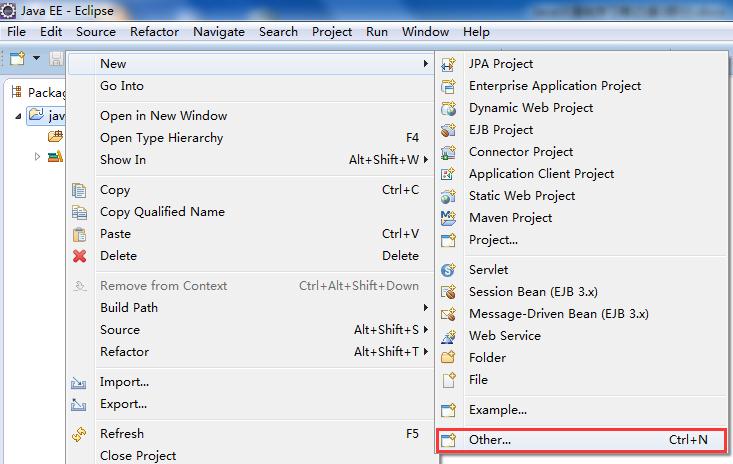 Java EE - Eclipse
File Edit Source Refactor Navigate Search Project Run Window Help
Packag
jav
New
Go Into
Open in New Window
Open Type Hierarchy F4
Show In Alt+Shift+W
Copy Ctrl+C
Copy Qualified Name
Paste Ctrl+V
Delete Delete
Remove from Context Ctrl+Alt+Shift+Down
Build Path
Source Alt+Shift+S
Refactor Alt+Shift+T
Import...
Export...
Refresh F5
Close Project
JPA Project
Enterprise Application Project
Dynamic Web Project
EJB Project
Connector Project
Application Client Project
Static Web Project
Maven Project
Project...
Servlet
Session Bean (EJB 3.x)
Message-Driven Bean (EJB 3.x)
Web Service
Folder
File
Example...
Other... Ctrl+N